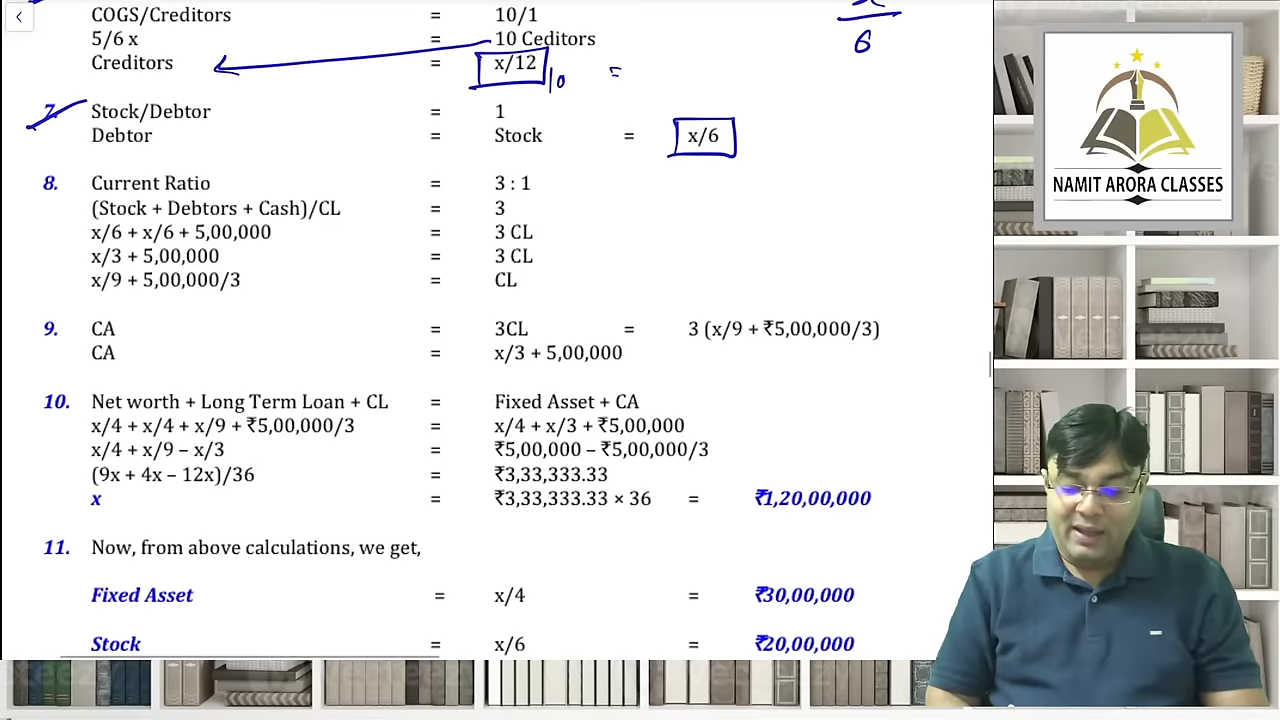 COGS/Creditors = 10/1
5/6 x = 10 Ceditors
Creditors = x/12
10 =
6
7. Stock/Debtor = 1
Debtor = Stock = x/6
8. Current Ratio = 3 : 1
(Stock + Debtors + Cash)/CL = 3
x/6 + x/6 + 5,00,000 = 3 CL
x/3 + 5,00,000 = 3 CL
x/9 + 5,00,000/3 = CL
9. CA = 3CL = 3 (x/9 + ₹5,00,000/3)
CA = x/3 + 5,00,000
10. Net worth + Long Term Loan + CL = Fixed Asset + CA
x/4 + x/4 + x/9 + ₹5,00,000/3 = x/4 + x/3 + ₹5,00,000
x/4 + x/9 – x/3 = ₹5,00,000 – ₹5,00,000/3
(9x + 4x – 12x)/36 = ₹3,33,333.33
x = ₹3,33,333.33 × 36 = ₹1,20,00,000
11. Now, from above calculations, we get,
Fixed Asset = x/4 = ₹30,00,000
Stock = x/6 = ₹20,00,000
NAMIT ARORA CLASSES